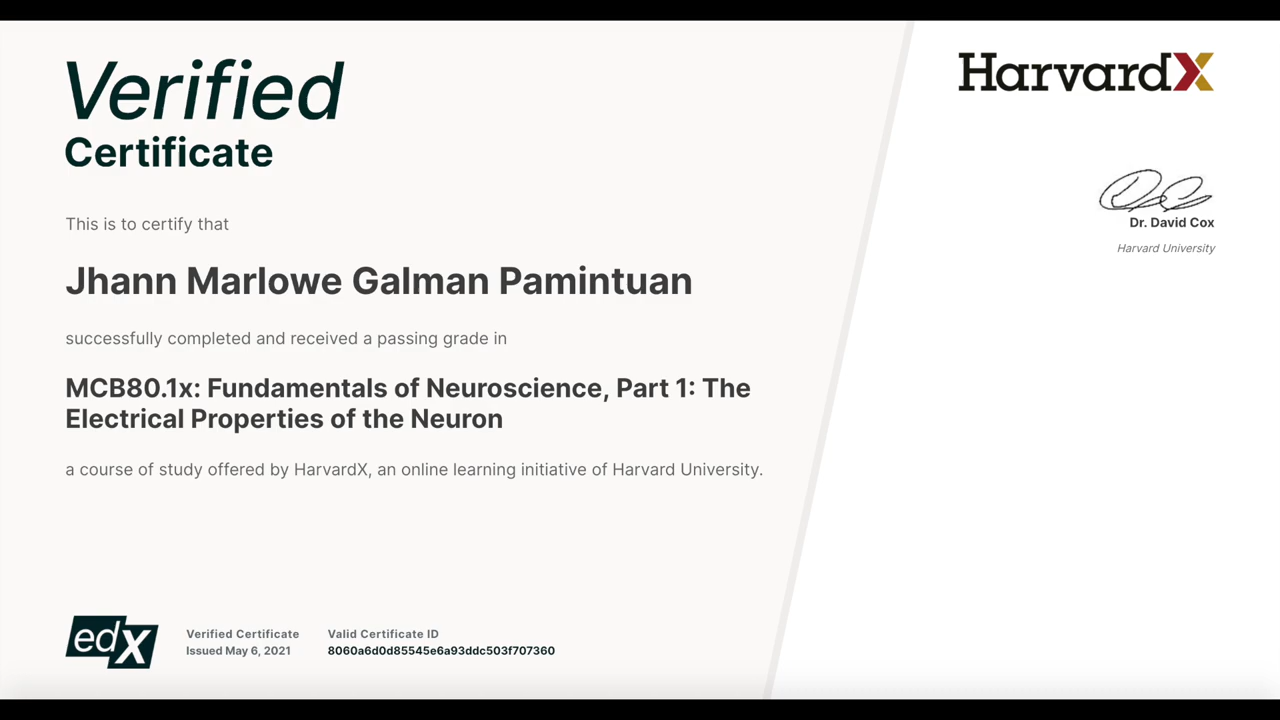 Verified
Certificate
This is to certify that
Jhann Marlowe Galman Pamintuan
successfully completed and received a passing grade in
MCB80.1x: Fundamentals of Neuroscience, Part 1: The
Electrical Properties of the Neuron
a course of study offered by HarvardX, an online learning initiative of Harvard University.
edX
Verified Certificate
Issued May 6, 2021
Valid Certificate ID
8060a6d0d85545e6a93ddc503f707360
HarvardX
Dr. David Cox
Harvard University